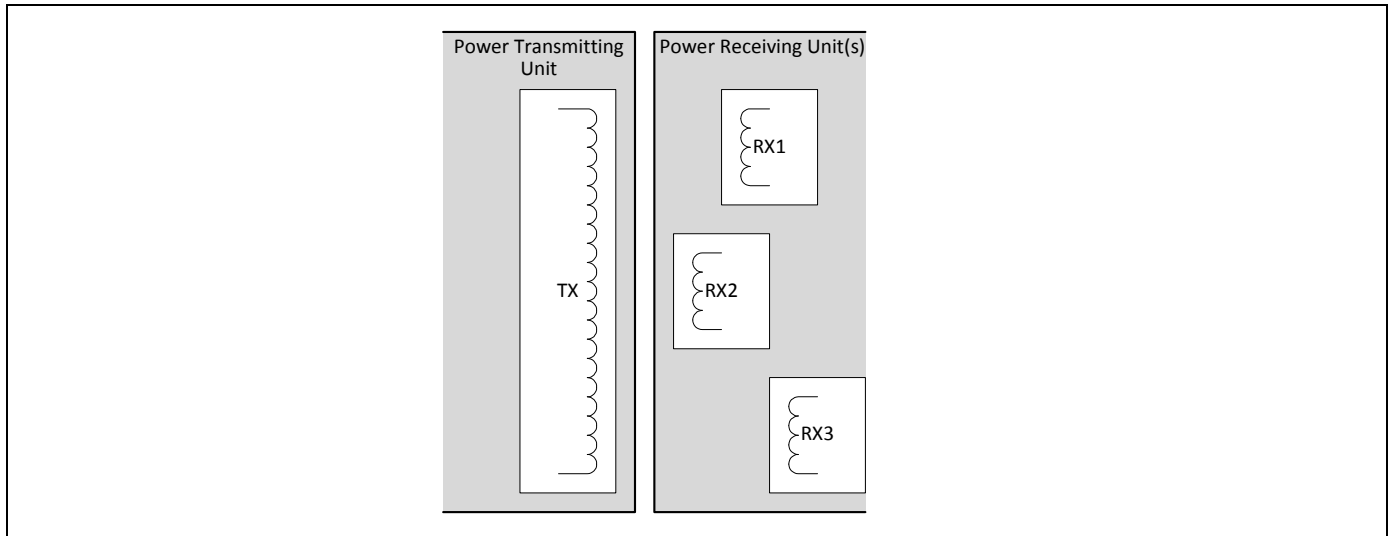 Power Transmitting
Unit
Power Receiving Unit(s)
RX1
TX
RX2
RX3